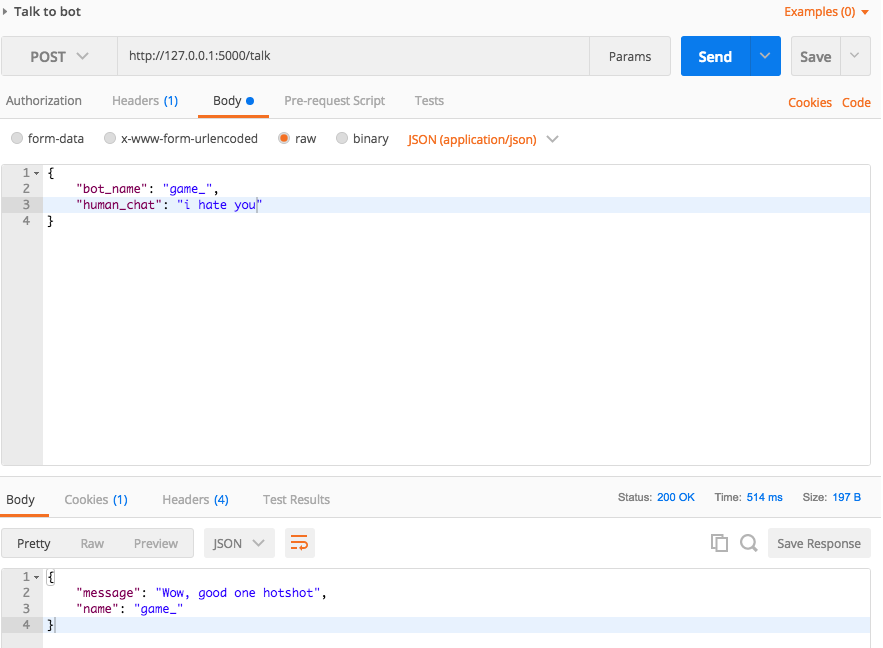 Talk to bot Examples (0)
POST http://127.0.0.1:5000/talk Params Send Save
Authorization Headers (1) Body Pre-request Script Tests Cookies Code
form-data x-www-form-urlencoded raw binary JSON (application/json)
1 {
2 "bot_name": "game_",
3 "human_chat": "i hate you"
4 }
Body Cookies (1) Headers (4) Test Results Status: 200 OK Time: 514 ms Size: 197 B
Pretty Raw Preview JSON Save Response
1 {
2 "message": "Wow, good one hotshot",
3 "name": "game_"
4 }